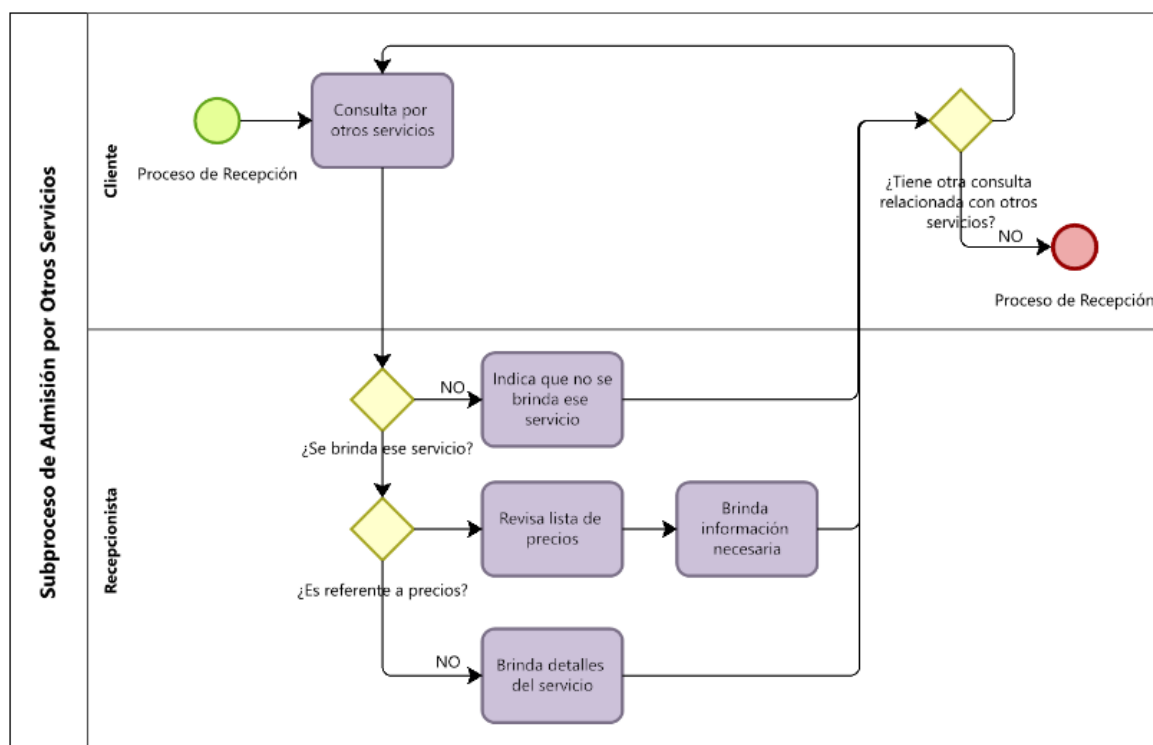 Subproceso de Admisión por Otros Servicios
Cliente
Proceso de Recepción
Consulta por
otros servicios
¿Tiene otra consulta
relacionada con otros
servicios?
NO
Proceso de Recepción
Recepcionista
¿Se brinda ese servicio?
NO
Indica que no se
brinda ese
servicio
¿Es referente a precios?
Revisa lista de
precios
Brinda
información
necesaria
NO
Brinda detalles
del servicio